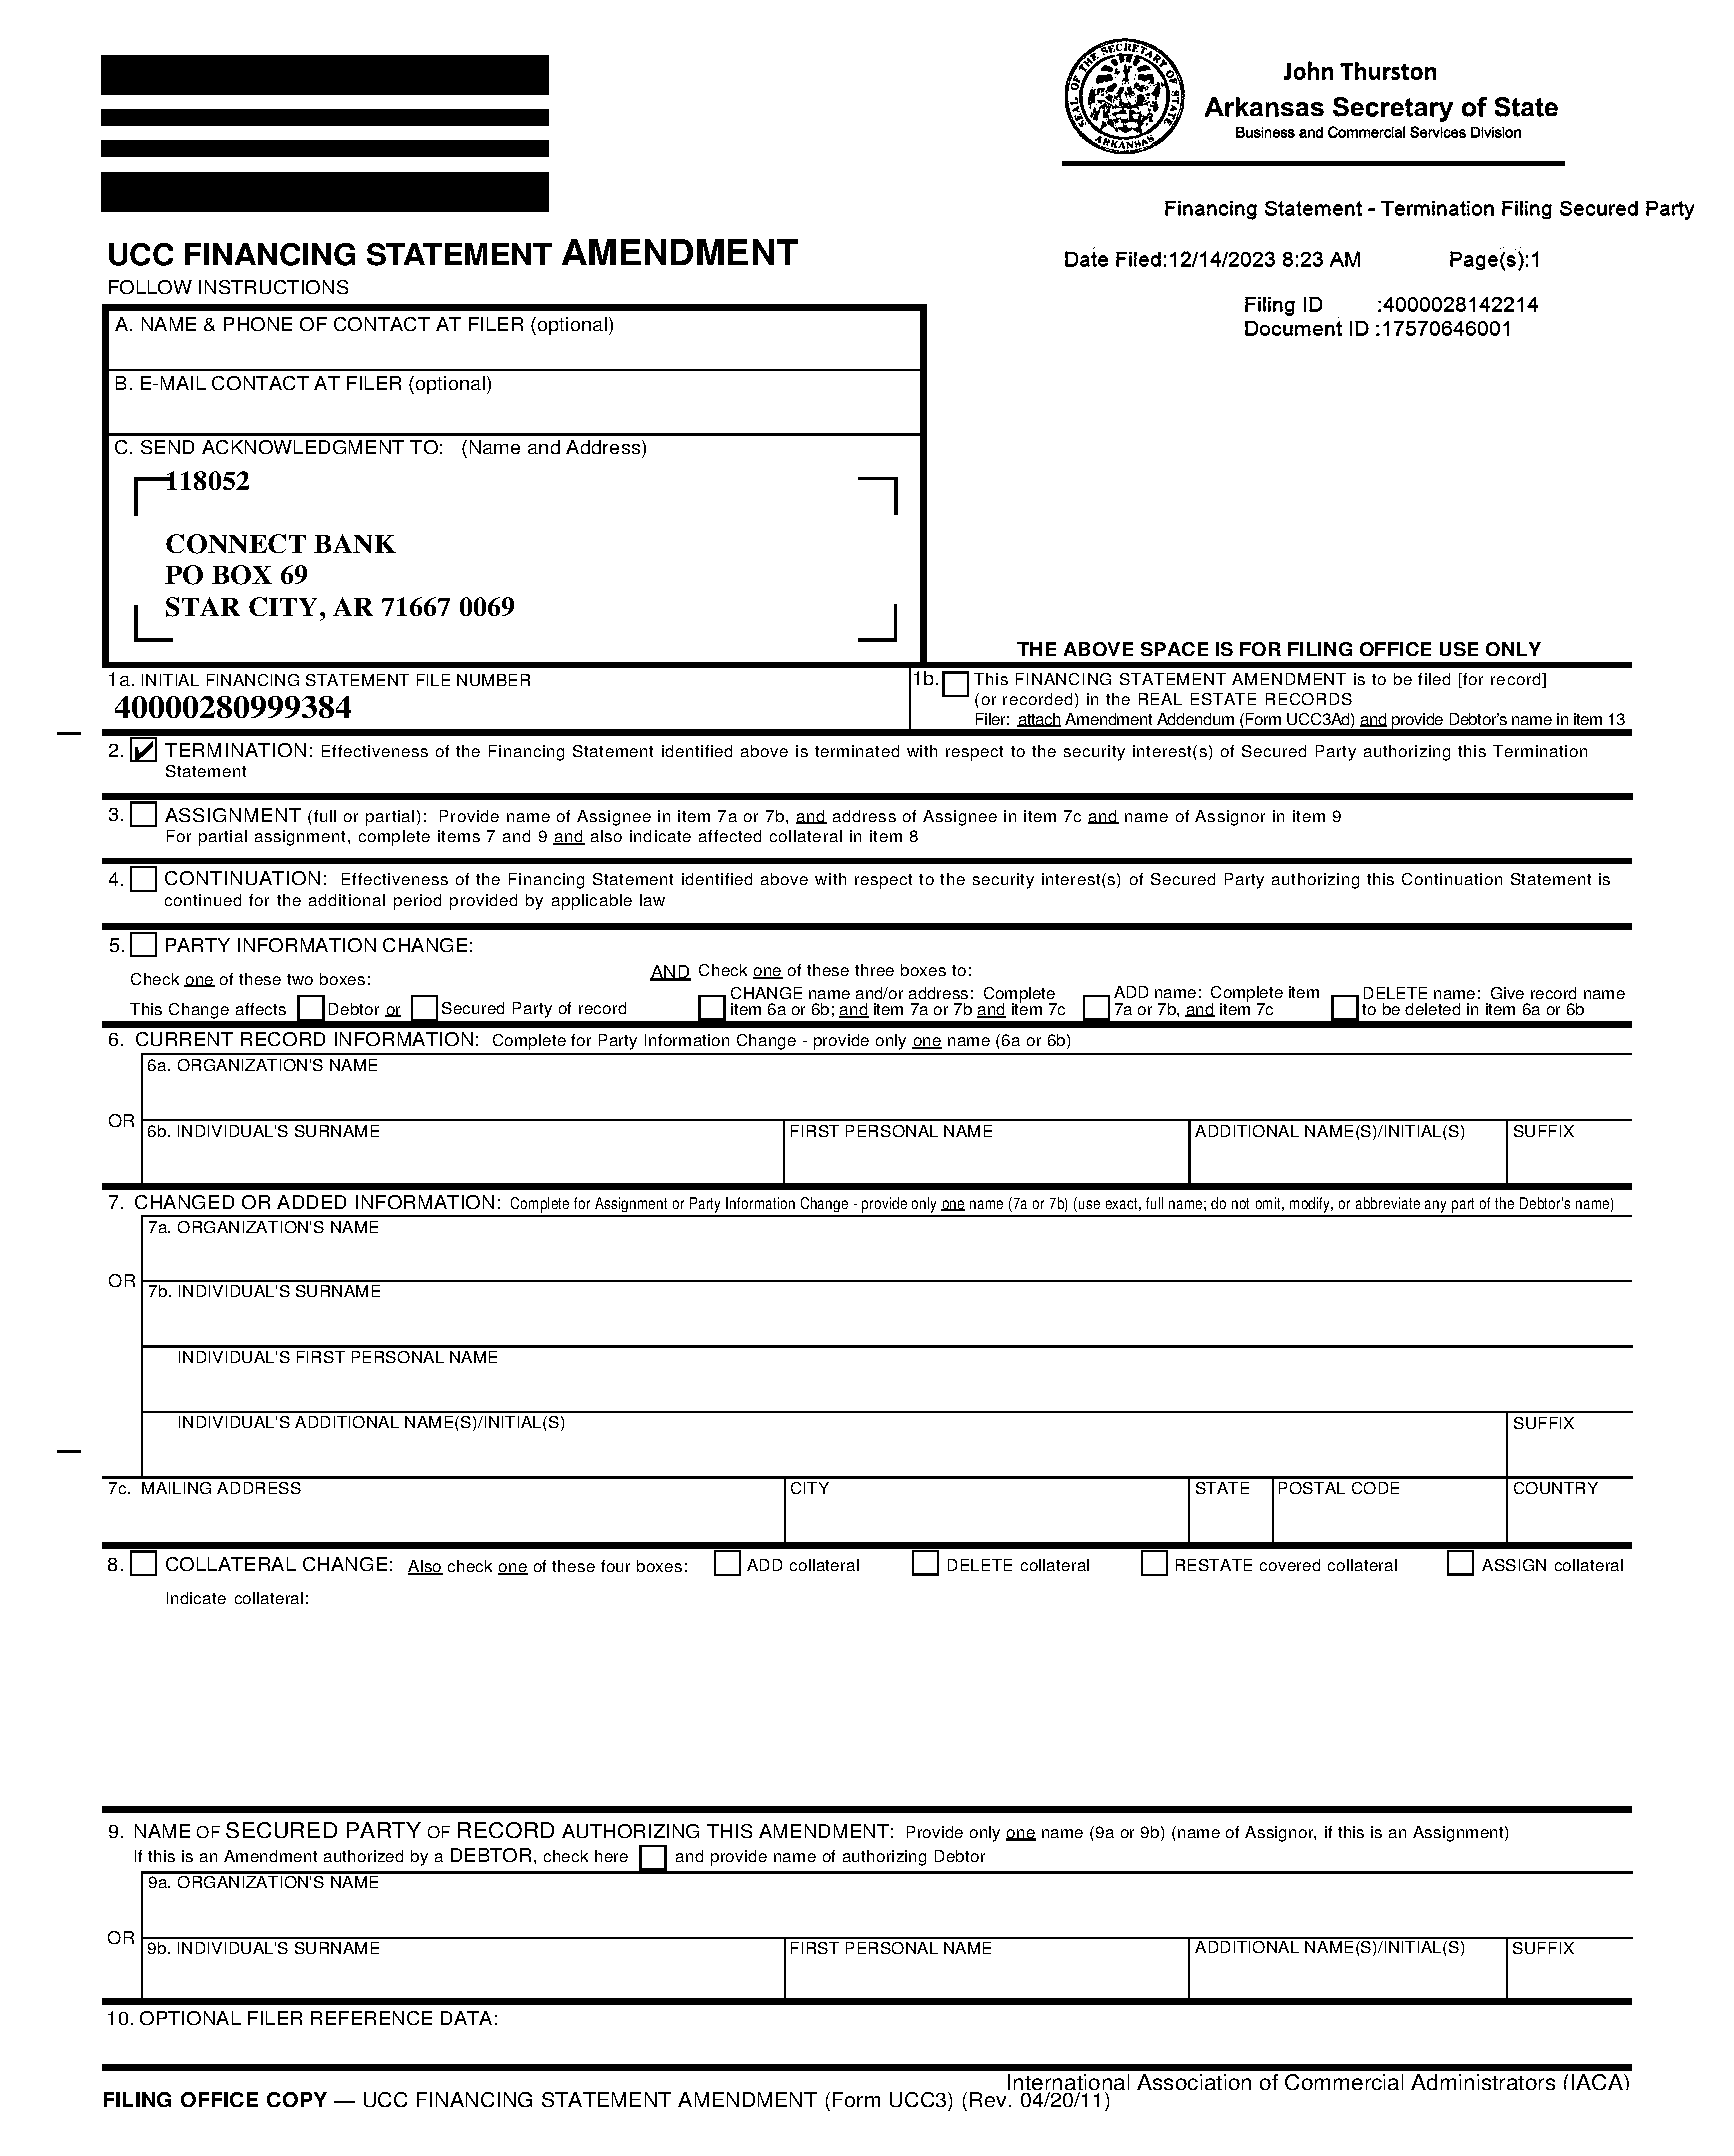 SEAL OF THE SECRETARY OF STATE
ARKANSAS
John Thurston
Arkansas Secretary of State
Business and Commercial Services Division
Financing Statement - Termination Filing Secured Party
Date Filed:12/14/2023 8:23 AM Page(s):1
Filing ID :4000028142214
Document ID :17570646001
UCC FINANCING STATEMENT AMENDMENT
FOLLOW INSTRUCTIONS
A. NAME & PHONE OF CONTACT AT FILER (optional)
B. E-MAIL CONTACT AT FILER (optional)
C. SEND ACKNOWLEDGMENT TO: (Name and Address)
118052
CONNECT BANK
PO BOX 69
STAR CITY, AR 71667 0069
THE ABOVE SPACE IS FOR FILING OFFICE USE ONLY
1a. INITIAL FINANCING STATEMENT FILE NUMBER
40000280999384
1b. This FINANCING STATEMENT AMENDMENT is to be filed [for record]
(or recorded) in the REAL ESTATE RECORDS
Filer: attach Amendment Addendum (Form UCC3Ad) and provide Debtor's name in item 13
2. TERMINATION: Effectiveness of the Financing Statement identified above is terminated with respect to the security interest(s) of Secured Party authorizing this Termination
Statement
3. ASSIGNMENT (full or partial): Provide name of Assignee in item 7a or 7b, and address of Assignee in item 7c and name of Assignor in item 9
For partial assignment, complete items 7 and 9 and also indicate affected collateral in item 8
4. CONTINUATION: Effectiveness of the Financing Statement identified above with respect to the security interest(s) of Secured Party authorizing this Continuation Statement is
continued for the additional period provided by applicable law
5. PARTY INFORMATION CHANGE:
Check one of these two boxes:
This Change affects Debtor or Secured Party of record
AND Check one of these three boxes to:
CHANGE name and/or address: Complete
item 6a or 6b; and item 7a or 7b and item 7c
ADD name: Complete item
7a or 7b, and item 7c
DELETE name: Give record name
to be deleted in item 6a or 6b
6. CURRENT RECORD INFORMATION: Complete for Party Information Change - provide only one name (6a or 6b)
6a. ORGANIZATION'S NAME
OR
6b. INDIVIDUAL'S SURNAME FIRST PERSONAL NAME ADDITIONAL NAME(S)/INITIAL(S) SUFFIX
7. CHANGED OR ADDED INFORMATION: Complete for Assignment or Party Information Change - provide only one name (7a or 7b) (use exact, full name; do not omit, modify, or abbreviate any part of the Debtor's name)
7a. ORGANIZATION'S NAME
OR
7b. INDIVIDUAL'S SURNAME
INDIVIDUAL'S FIRST PERSONAL NAME
INDIVIDUAL'S ADDITIONAL NAME(S)/INITIAL(S) SUFFIX
7c. MAILING ADDRESS CITY STATE POSTAL CODE COUNTRY
8. COLLATERAL CHANGE: Also check one of these four boxes: ADD collateral DELETE collateral RESTATE covered collateral ASSIGN collateral
Indicate collateral:
9. NAME OF SECURED PARTY OF RECORD AUTHORIZING THIS AMENDMENT: Provide only one name (9a or 9b) (name of Assignor, if this is an Assignment)
If this is an Amendment authorized by a DEBTOR, check here and provide name of authorizing Debtor
9a. ORGANIZATION'S NAME
OR
9b. INDIVIDUAL'S SURNAME FIRST PERSONAL NAME ADDITIONAL NAME(S)/INITIAL(S) SUFFIX
10. OPTIONAL FILER REFERENCE DATA:
International Association of Commercial Administrators (IACA)
FILING OFFICE COPY — UCC FINANCING STATEMENT AMENDMENT (Form UCC3) (Rev. 04/20/11)